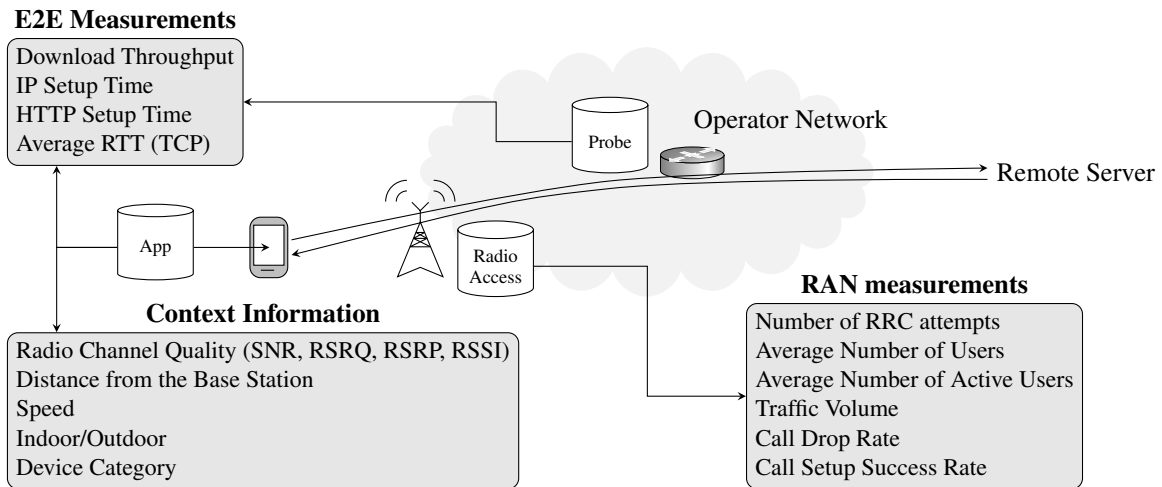 E2E Measurements
Download Throughput
IP Setup Time
HTTP Setup Time
Average RTT (TCP)
Probe
Operator Network
Remote Server
App
Radio
Access
Context Information
Radio Channel Quality (SNR, RSRQ, RSRP, RSSI)
Distance from the Base Station
Speed
Indoor/Outdoor
Device Category
RAN measurements
Number of RRC attempts
Average Number of Users
Average Number of Active Users
Traffic Volume
Call Drop Rate
Call Setup Success Rate